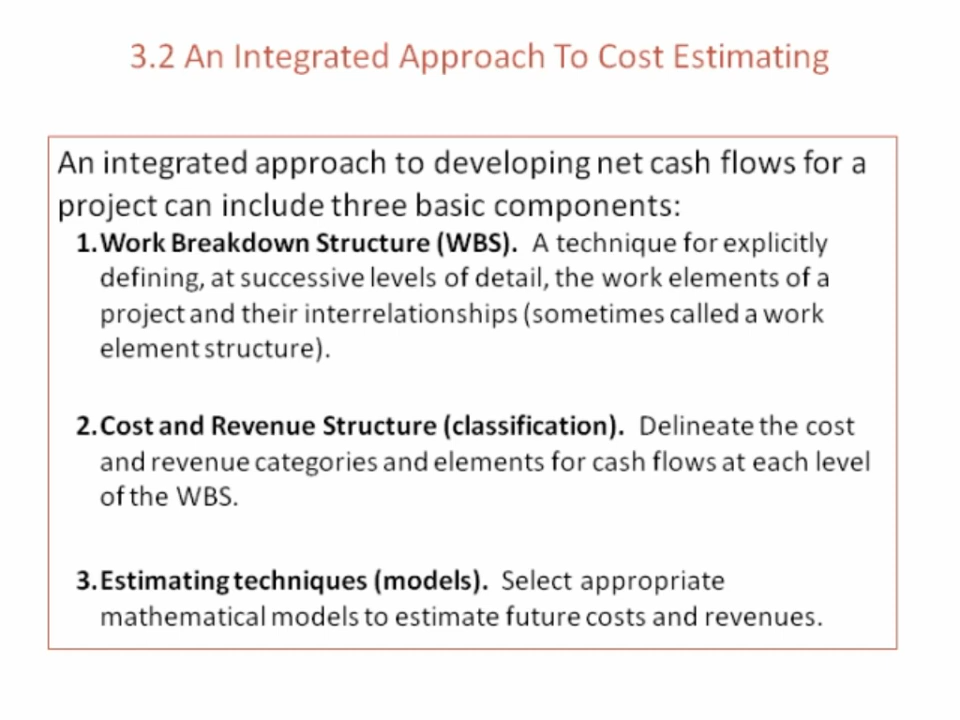 3.2 An Integrated Approach To Cost Estimating
An integrated approach to developing net cash flows for a
project can include three basic components:
1. Work Breakdown Structure (WBS). A technique for explicitly
defining, at successive levels of detail, the work elements of a
project and their interrelationships (sometimes called a work
element structure).
2. Cost and Revenue Structure (classification). Delineate the cost
and revenue categories and elements for cash flows at each level
of the WBS.
3. Estimating techniques (models). Select appropriate
mathematical models to estimate future costs and revenues.